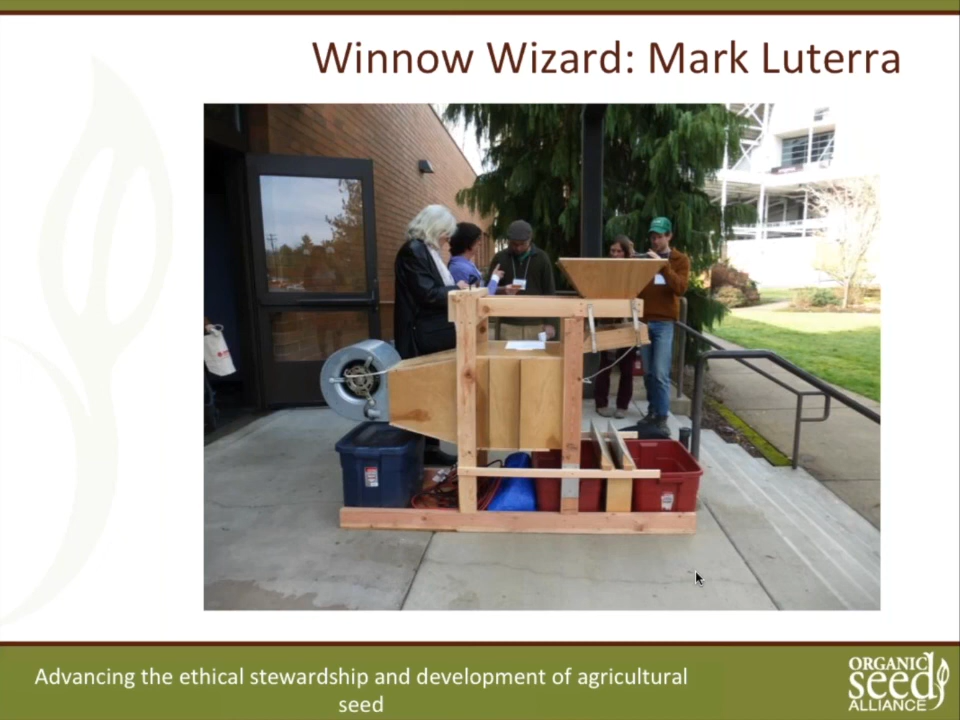 Winnow Wizard: Mark Luterra
Advancing the ethical stewardship and development of agricultural
seed
ORGANIC
seed
ALLIANCE